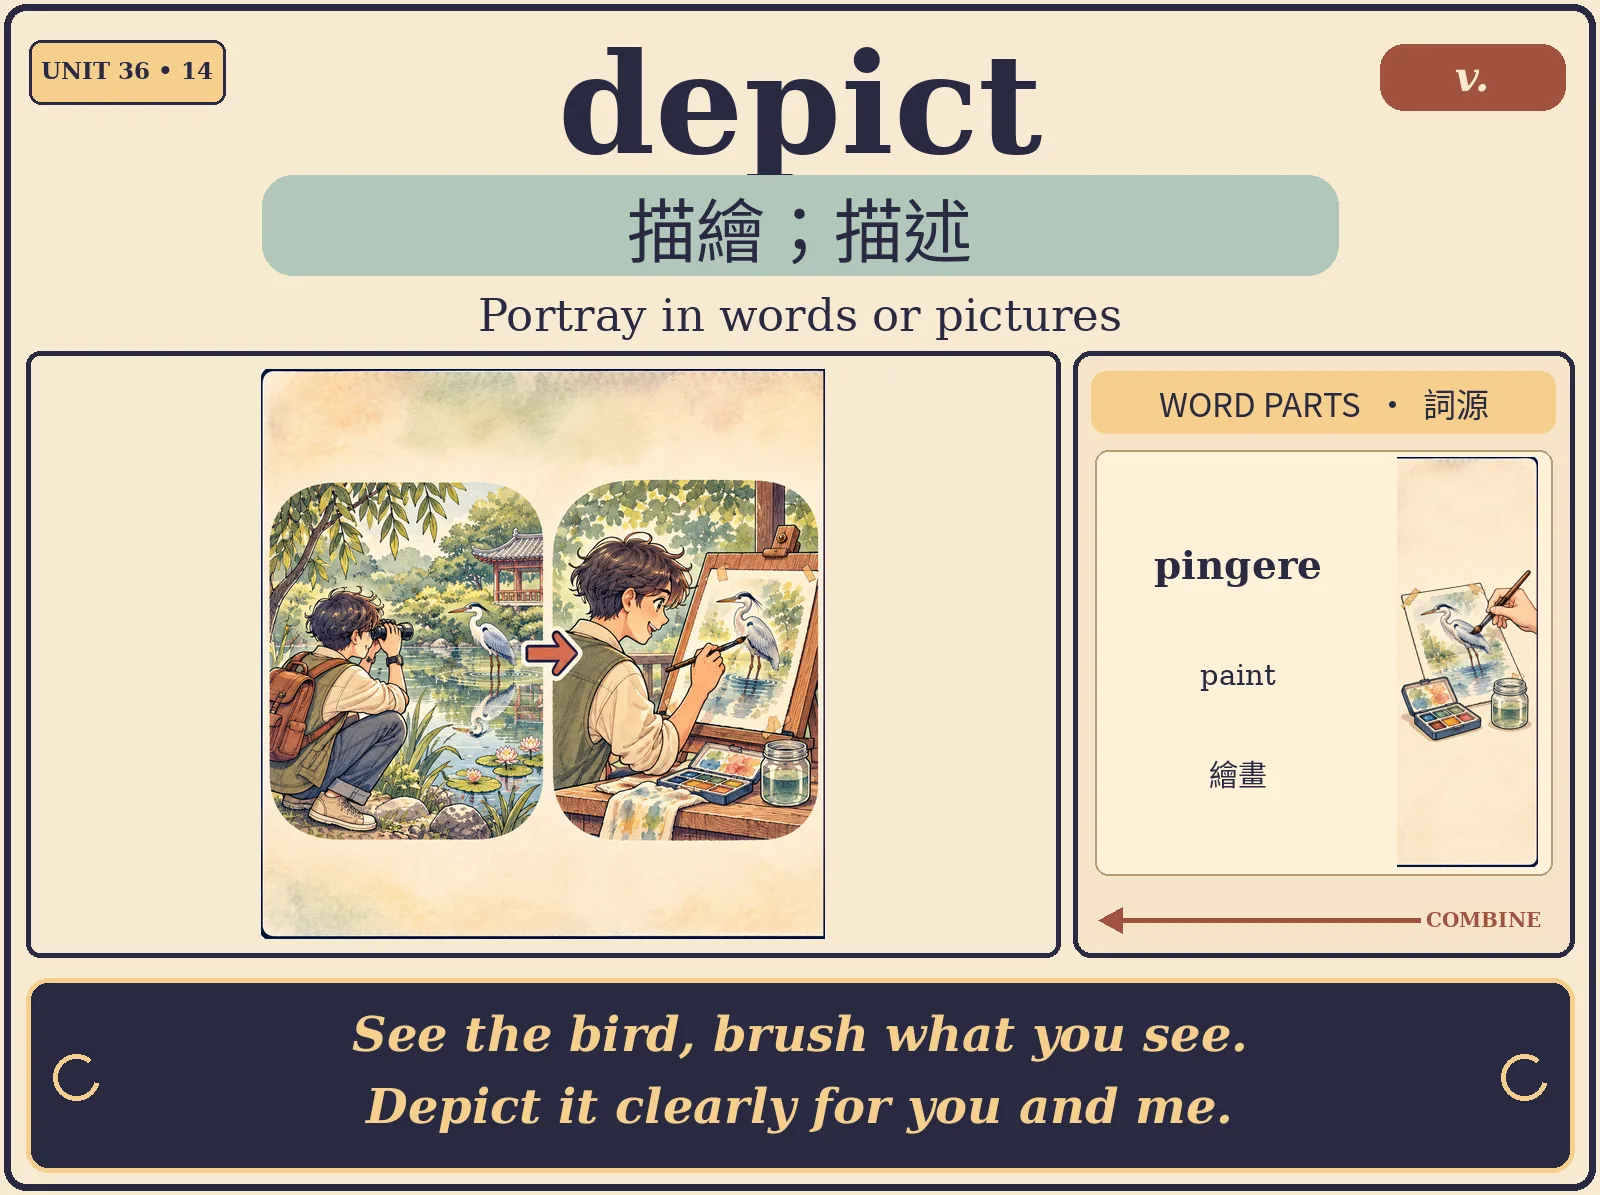 UNIT 36 • 14
depict
v.
描繪；描述
Portray in words or pictures
WORD PARTS ・ 詞源
pingere
paint
繪畫
COMBINE
See the bird, brush what you see.
Depict it clearly for you and me.